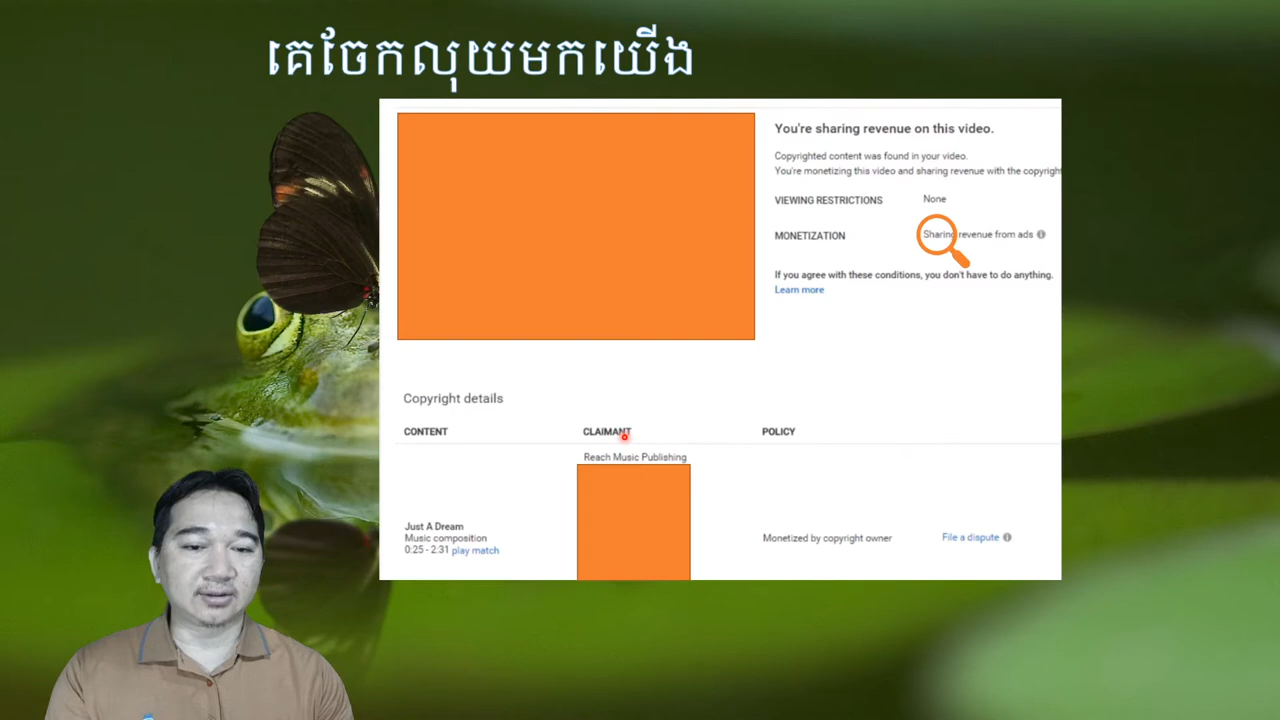 គេចែកលុយមកយើង
You're sharing revenue on this video.
Copyrighted content was found in your video.
You're monetizing this video and sharing revenue with the copyright
VIEWING RESTRICTIONS None
MONETIZATION Sharing revenue from ads
If you agree with these conditions, you don't have to do anything.
Learn more
Copyright details
CONTENT CLAIMANT POLICY
Reach Music Publishing
Just A Dream
Music composition
0:25 - 2:31 play match
Monetized by copyright owner File a dispute